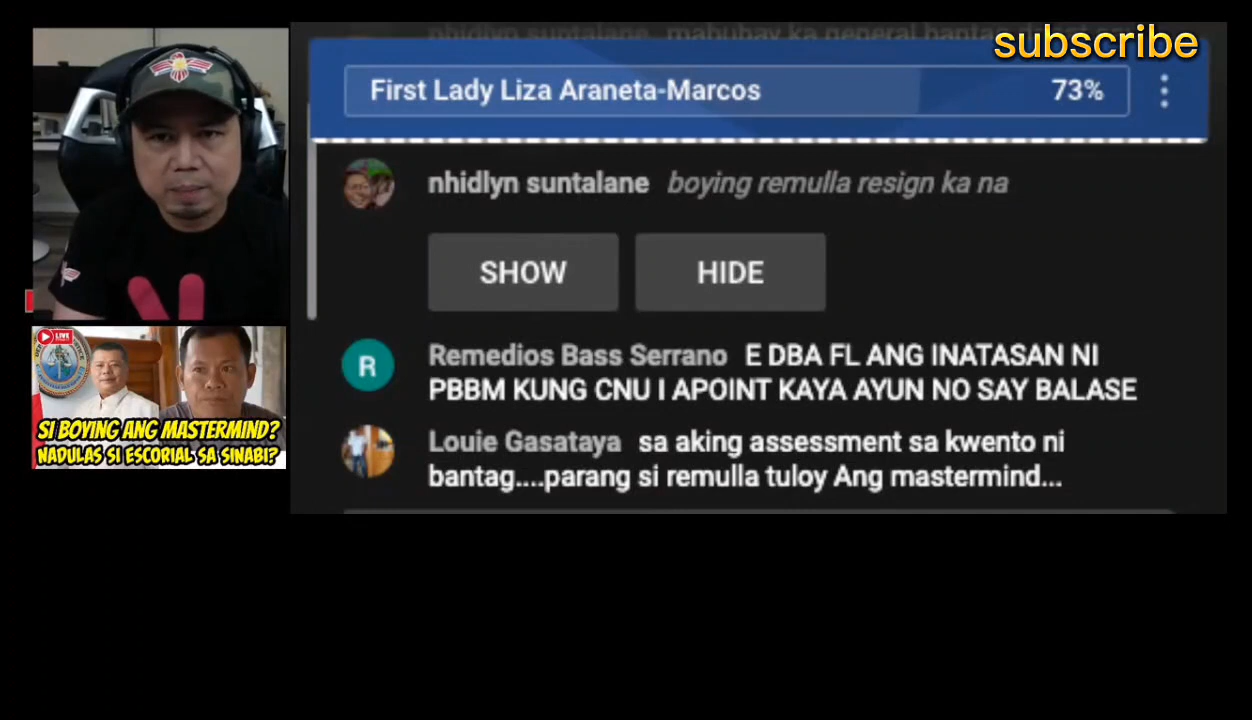 subscribe
First Lady Liza Araneta-Marcos 73%
nhidlyn suntalane boying remulla resign ka na
SHOW HIDE
R Remedios Bass Serrano E DBA FL ANG INATASAN NI
PBBM KUNG CNU I APOINT KAYA AYUN NO SAY BALASE
Louie Gasataya sa aking assessment sa kwento ni
bantag....parang si remulla tuloy Ang mastermind...
LIVE
SI BOYING ANG MASTERMIND?
NADULAS SI ESCORIAL SA SINABI?